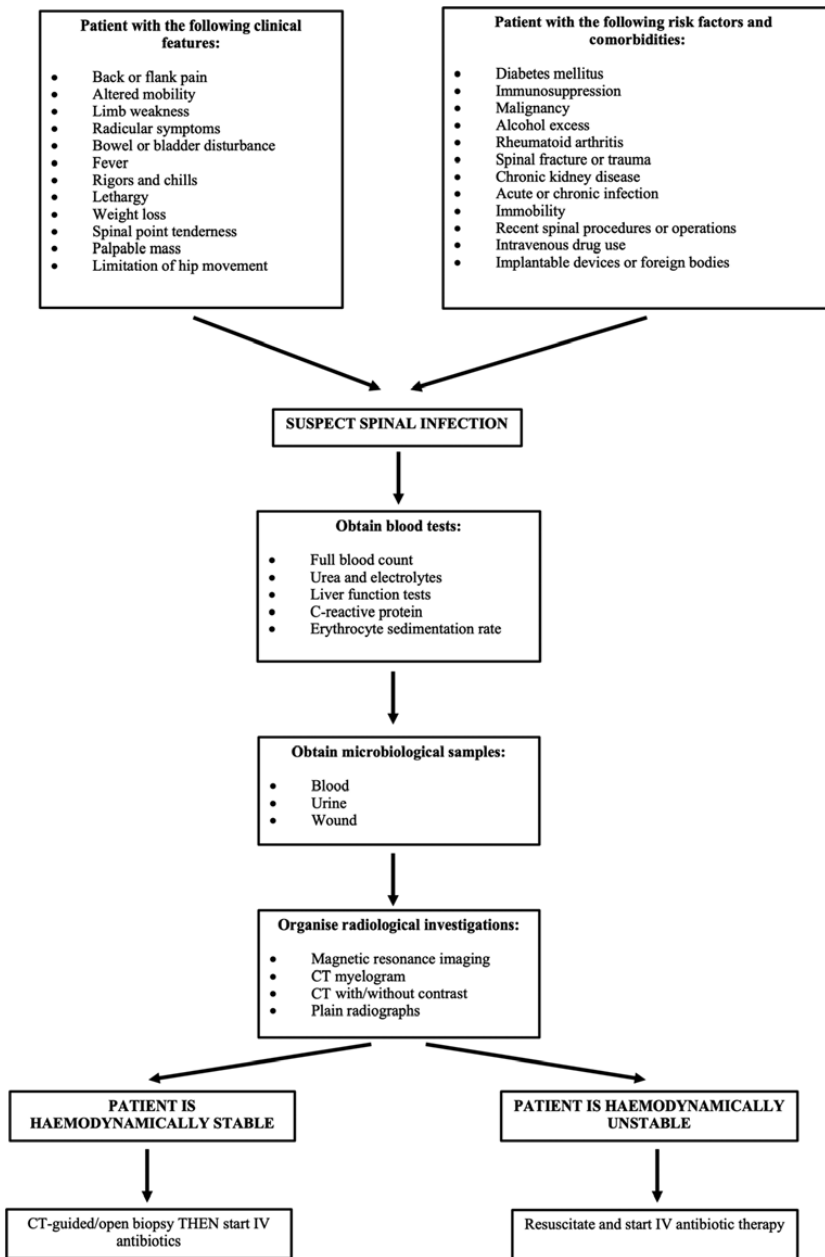 Patient with the following clinical
features:
• Back or flank pain
• Altered mobility
• Limb weakness
• Radicular symptoms
• Bowel or bladder disturbance
• Fever
• Rigors and chills
• Lethargy
• Weight loss
• Spinal point tenderness
• Palpable mass
• Limitation of hip movement
Patient with the following risk factors and
comorbidities:
• Diabetes mellitus
• Immunosuppression
• Malignancy
• Alcohol excess
• Rheumatoid arthritis
• Spinal fracture or trauma
• Chronic kidney disease
• Acute or chronic infection
• Immobility
• Recent spinal procedures or operations
• Intravenous drug use
• Implantable devices or foreign bodies
SUSPECT SPINAL INFECTION
Obtain blood tests:
• Full blood count
• Urea and electrolytes
• Liver function tests
• C-reactive protein
• Erythrocyte sedimentation rate
Obtain microbiological samples:
• Blood
• Urine
• Wound
Organise radiological investigations:
• Magnetic resonance imaging
• CT myelogram
• CT with/without contrast
• Plain radiographs
PATIENT IS
HAEMODYNAMICALLY STABLE
PATIENT IS HAEMODYNAMICALLY
UNSTABLE
CT-guided/open biopsy THEN start IV
antibiotics
Resuscitate and start IV antibiotic therapy